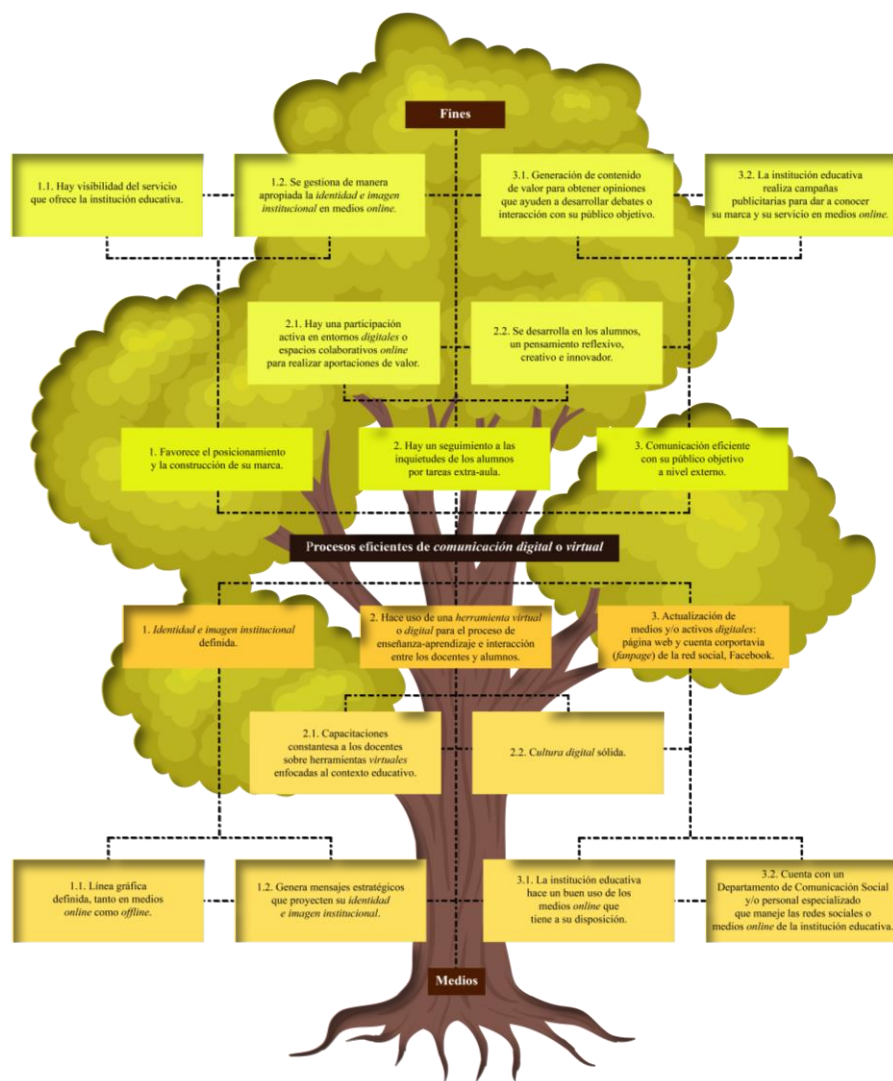 Fines
1.1. Hay visibilidad del servicio
que ofrece la institución educativa.
1.2. Se gestiona de manera
apropiada la identidad e imagen
institucional en medios online.
3.1. Generación de contenido
de valor para obtener opiniones
que ayuden a desarrollar debates o
interacción con su público objetivo.
3.2. La institución educativa
realiza campañas
publicitarias para dar a conocer
su marca y su servicio en medios online.
2.1. Hay una participación
activa en entornos digitales o
espacios colaborativos online
para realizar aportaciones de valor.
2.2. Se desarrolla en los alumnos,
un pensamiento reflexivo,
creativo e innovador.
1. Favorece el posicionamiento
y la construcción de su marca.
2. Hay un seguimiento a las
inquietudes de los alumnos
por tareas extra-aula.
3. Comunicación eficiente
con su público objetivo
a nivel externo.
Procesos eficientes de comunicación digital o virtual
1. Identidad e imagen institucional
definida.
2. Hace uso de una herramienta virtual
o digital para el proceso de
enseñanza-aprendizaje e interacción
entre los docentes y alumnos.
3. Actualización de
medios y/o activos digitales:
página web y cuenta corportavia
(fanpage) de la red social, Facebook.
2.1. Capacitaciones
constantesa a los docentes
sobre herramientas virtuales
enfocadas al contexto educativo.
2.2. Cultura digital sólida.
1.1. Línea gráfica
definida, tanto en medios
online como offline.
1.2. Genera mensajes estratégicos
que proyecten su identidad
e imagen institucional.
3.1. La institución educativa
hace un buen uso de los
medios online que
tiene a su disposición.
3.2. Cuenta con un
Departamento de Comunicación Social
y/o personal especializado
que maneje las redes sociales o
medios online de la institución educativa.
Medios